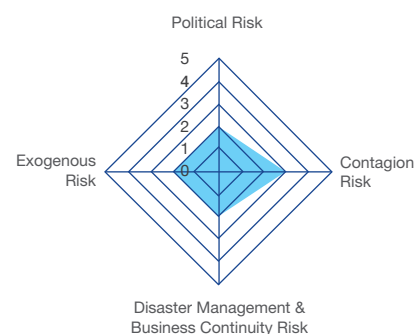 Political Risk
5
4
3
2
1
0
Exogenous
Risk
Contagion
Risk
Disaster Management &
Business Continuity Risk